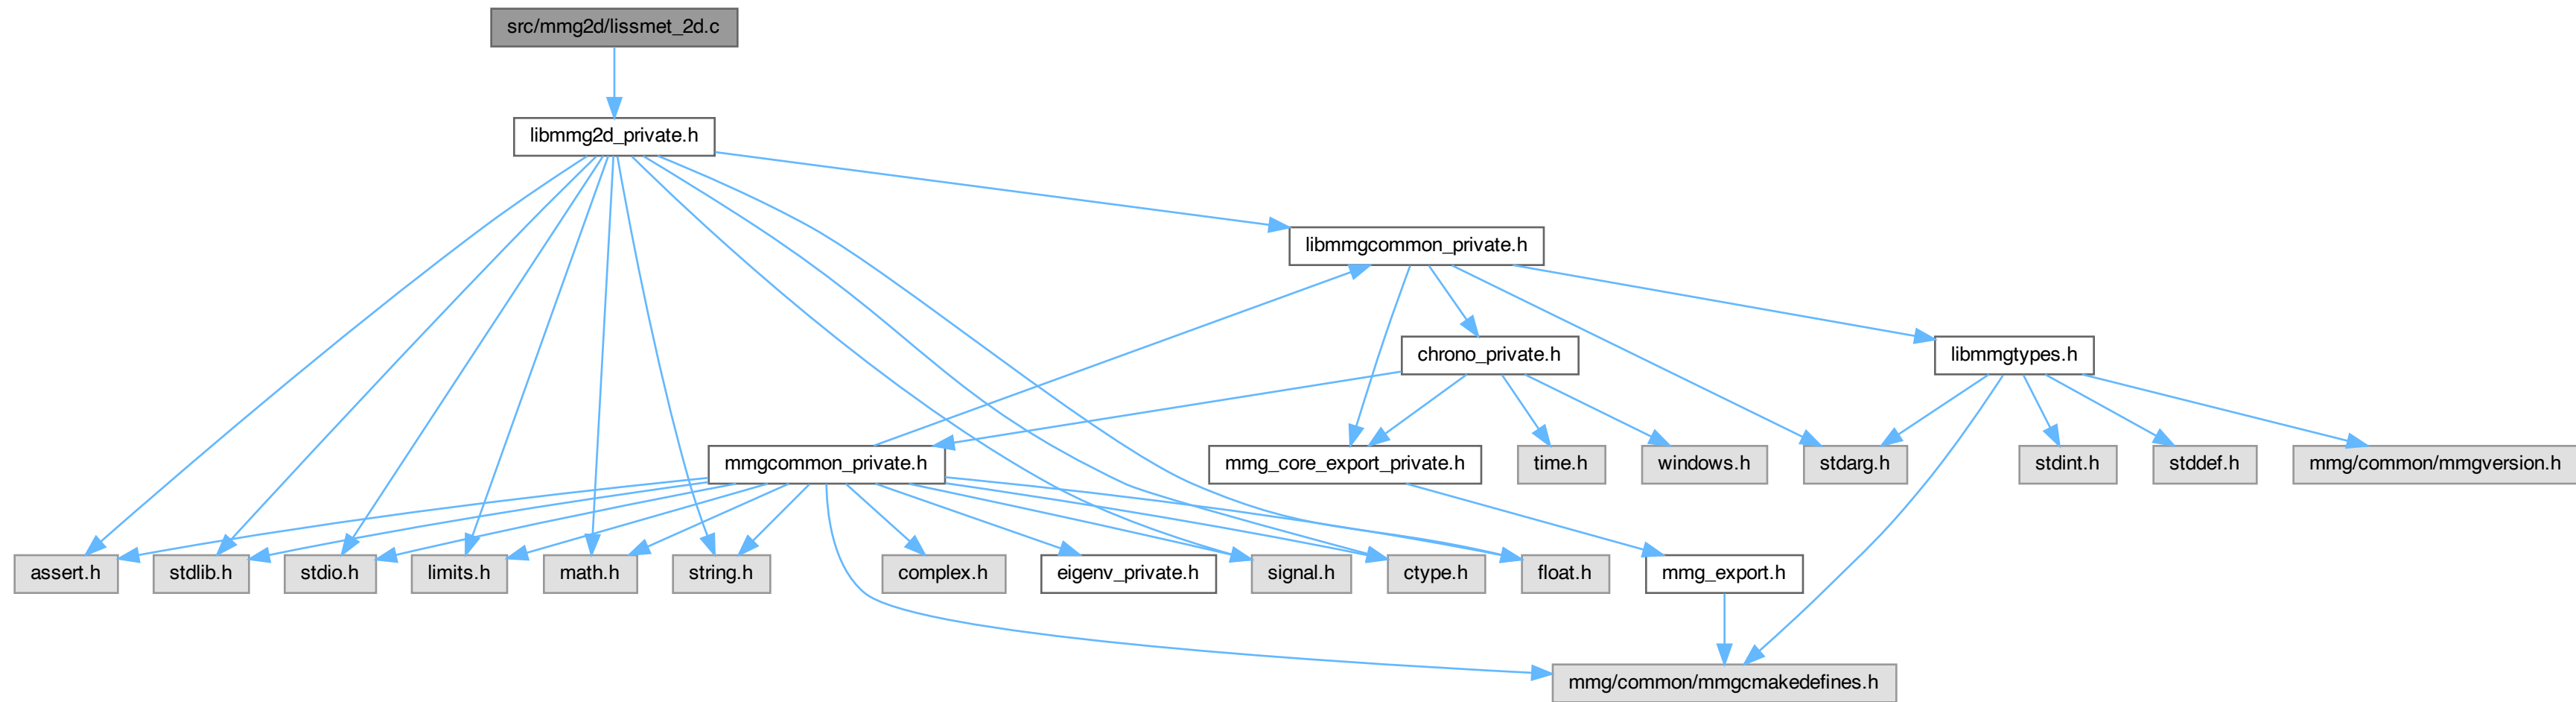 src/mmg2d/lissmet_2d.c
libmmg2d_private.h
libmmgcommon_private.h
chrono_private.h
libmmgtypes.h
mmgcommon_private.h
mmg_core_export_private.h
time.h
windows.h
stdarg.h
stdint.h
stddef.h
mmg/common/mmgversion.h
assert.h
stdlib.h
stdio.h
limits.h
math.h
string.h
complex.h
eigenv_private.h
signal.h
ctype.h
float.h
mmg_export.h
mmg/common/mmgcmakedefines.h